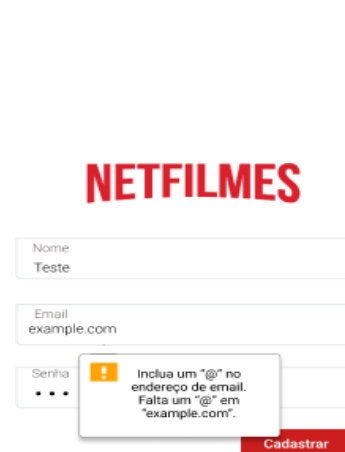 NETFILMES
Nome
Teste
Email
example.com
Senha
•••
!
Inclua um "@" no
endereço de email.
Falta um "@" em
"example.com".
Cadastrar